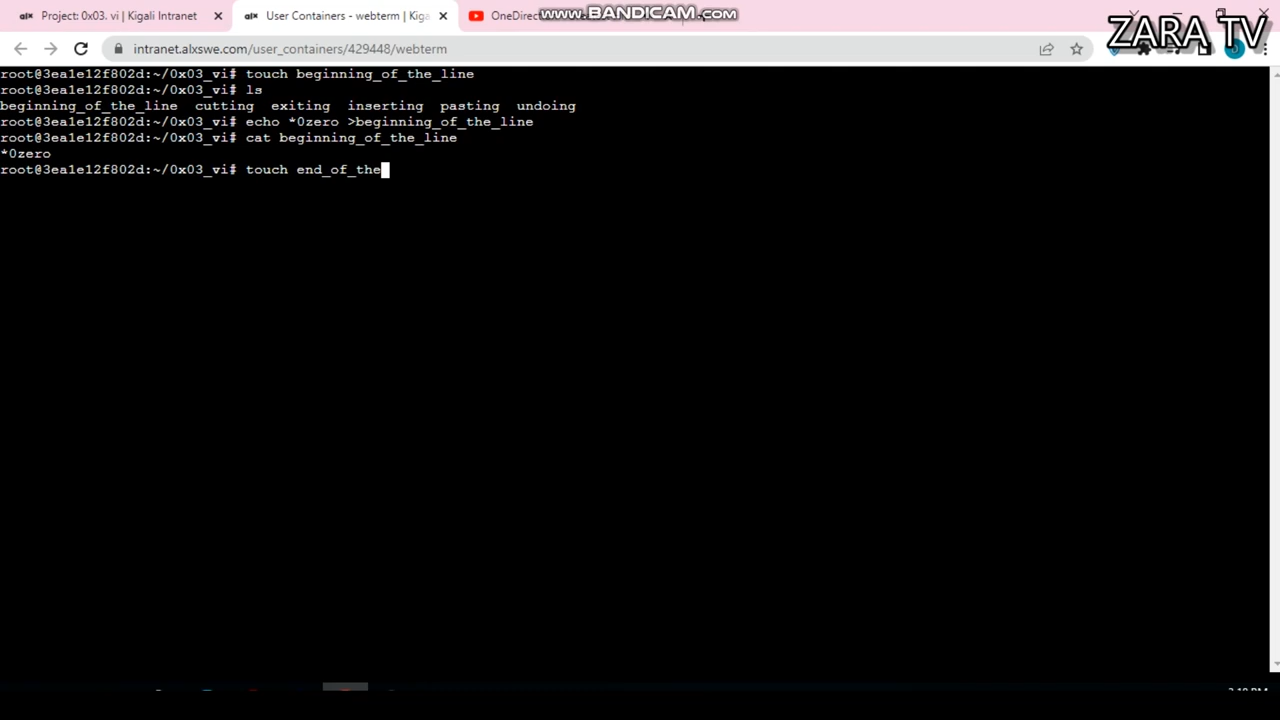 Project: 0x03. vi | Kigali Intranet
User Containers - webterm | Kiga
OneDirec
www.BANDICAM.com
ZARA TV
intranet.alxswe.com/user_containers/429448/webterm
root@3ea1e12f802d:~/0x03_vi# touch beginning_of_the_line
root@3ea1e12f802d:~/0x03_vi# ls
beginning_of_the_line cutting exiting inserting pasting undoing
root@3ea1e12f802d:~/0x03_vi# echo *0zero >beginning_of_the_line
root@3ea1e12f802d:~/0x03_vi# cat beginning_of_the_line
*0zero
root@3ea1e12f802d:~/0x03_vi# touch end_of_the